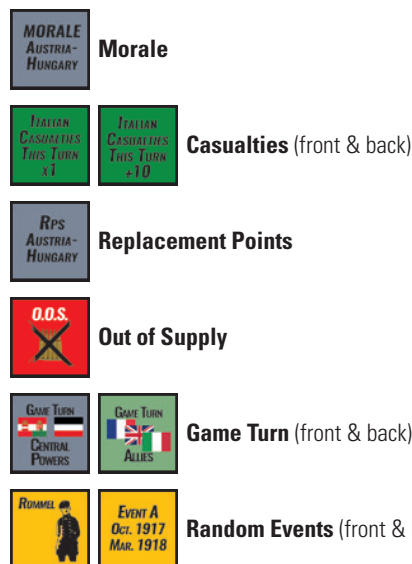 MORALE
AUSTRIA-
HUNGARY
Morale
ITALIAN
CASUALTIES
THIS TURN
x1
ITALIAN
CASUALTIES
THIS TURN
+10
Casualties (front & back)
RPS
AUSTRIA-
HUNGARY
Replacement Points
O.O.S.
Out of Supply
GAME TURN
CENTRAL
POWERS
GAME TURN
ALLIES
Game Turn (front & back)
ROMMEL
EVENT A
OCT. 1917
MAR. 1918
Random Events (front &